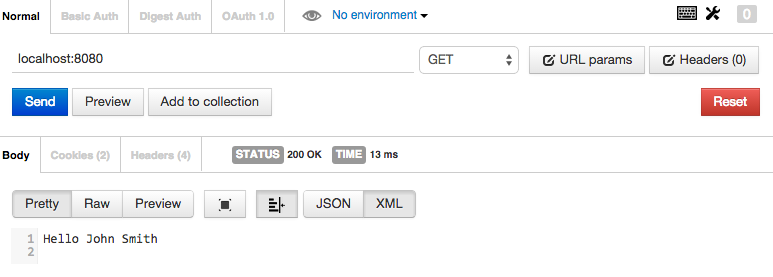 Normal Basic Auth Digest Auth OAuth 1.0 No environment 0
localhost:8080 GET URL params Headers (0)
Send Preview Add to collection Reset
Body Cookies (2) Headers (4) STATUS 200 OK TIME 13 ms
Pretty Raw Preview JSON XML
1 Hello John Smith
2